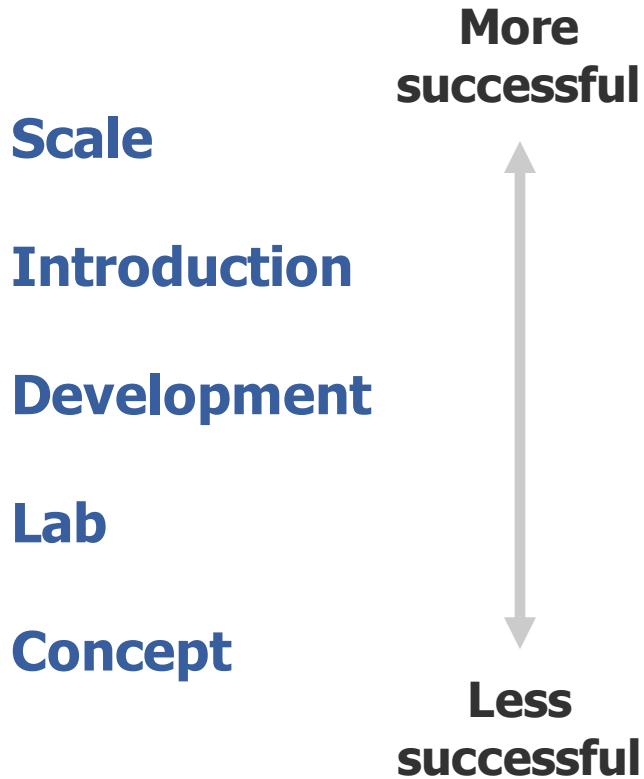 More
successful
Scale
Introduction
Development
Lab
Concept
Less
successful